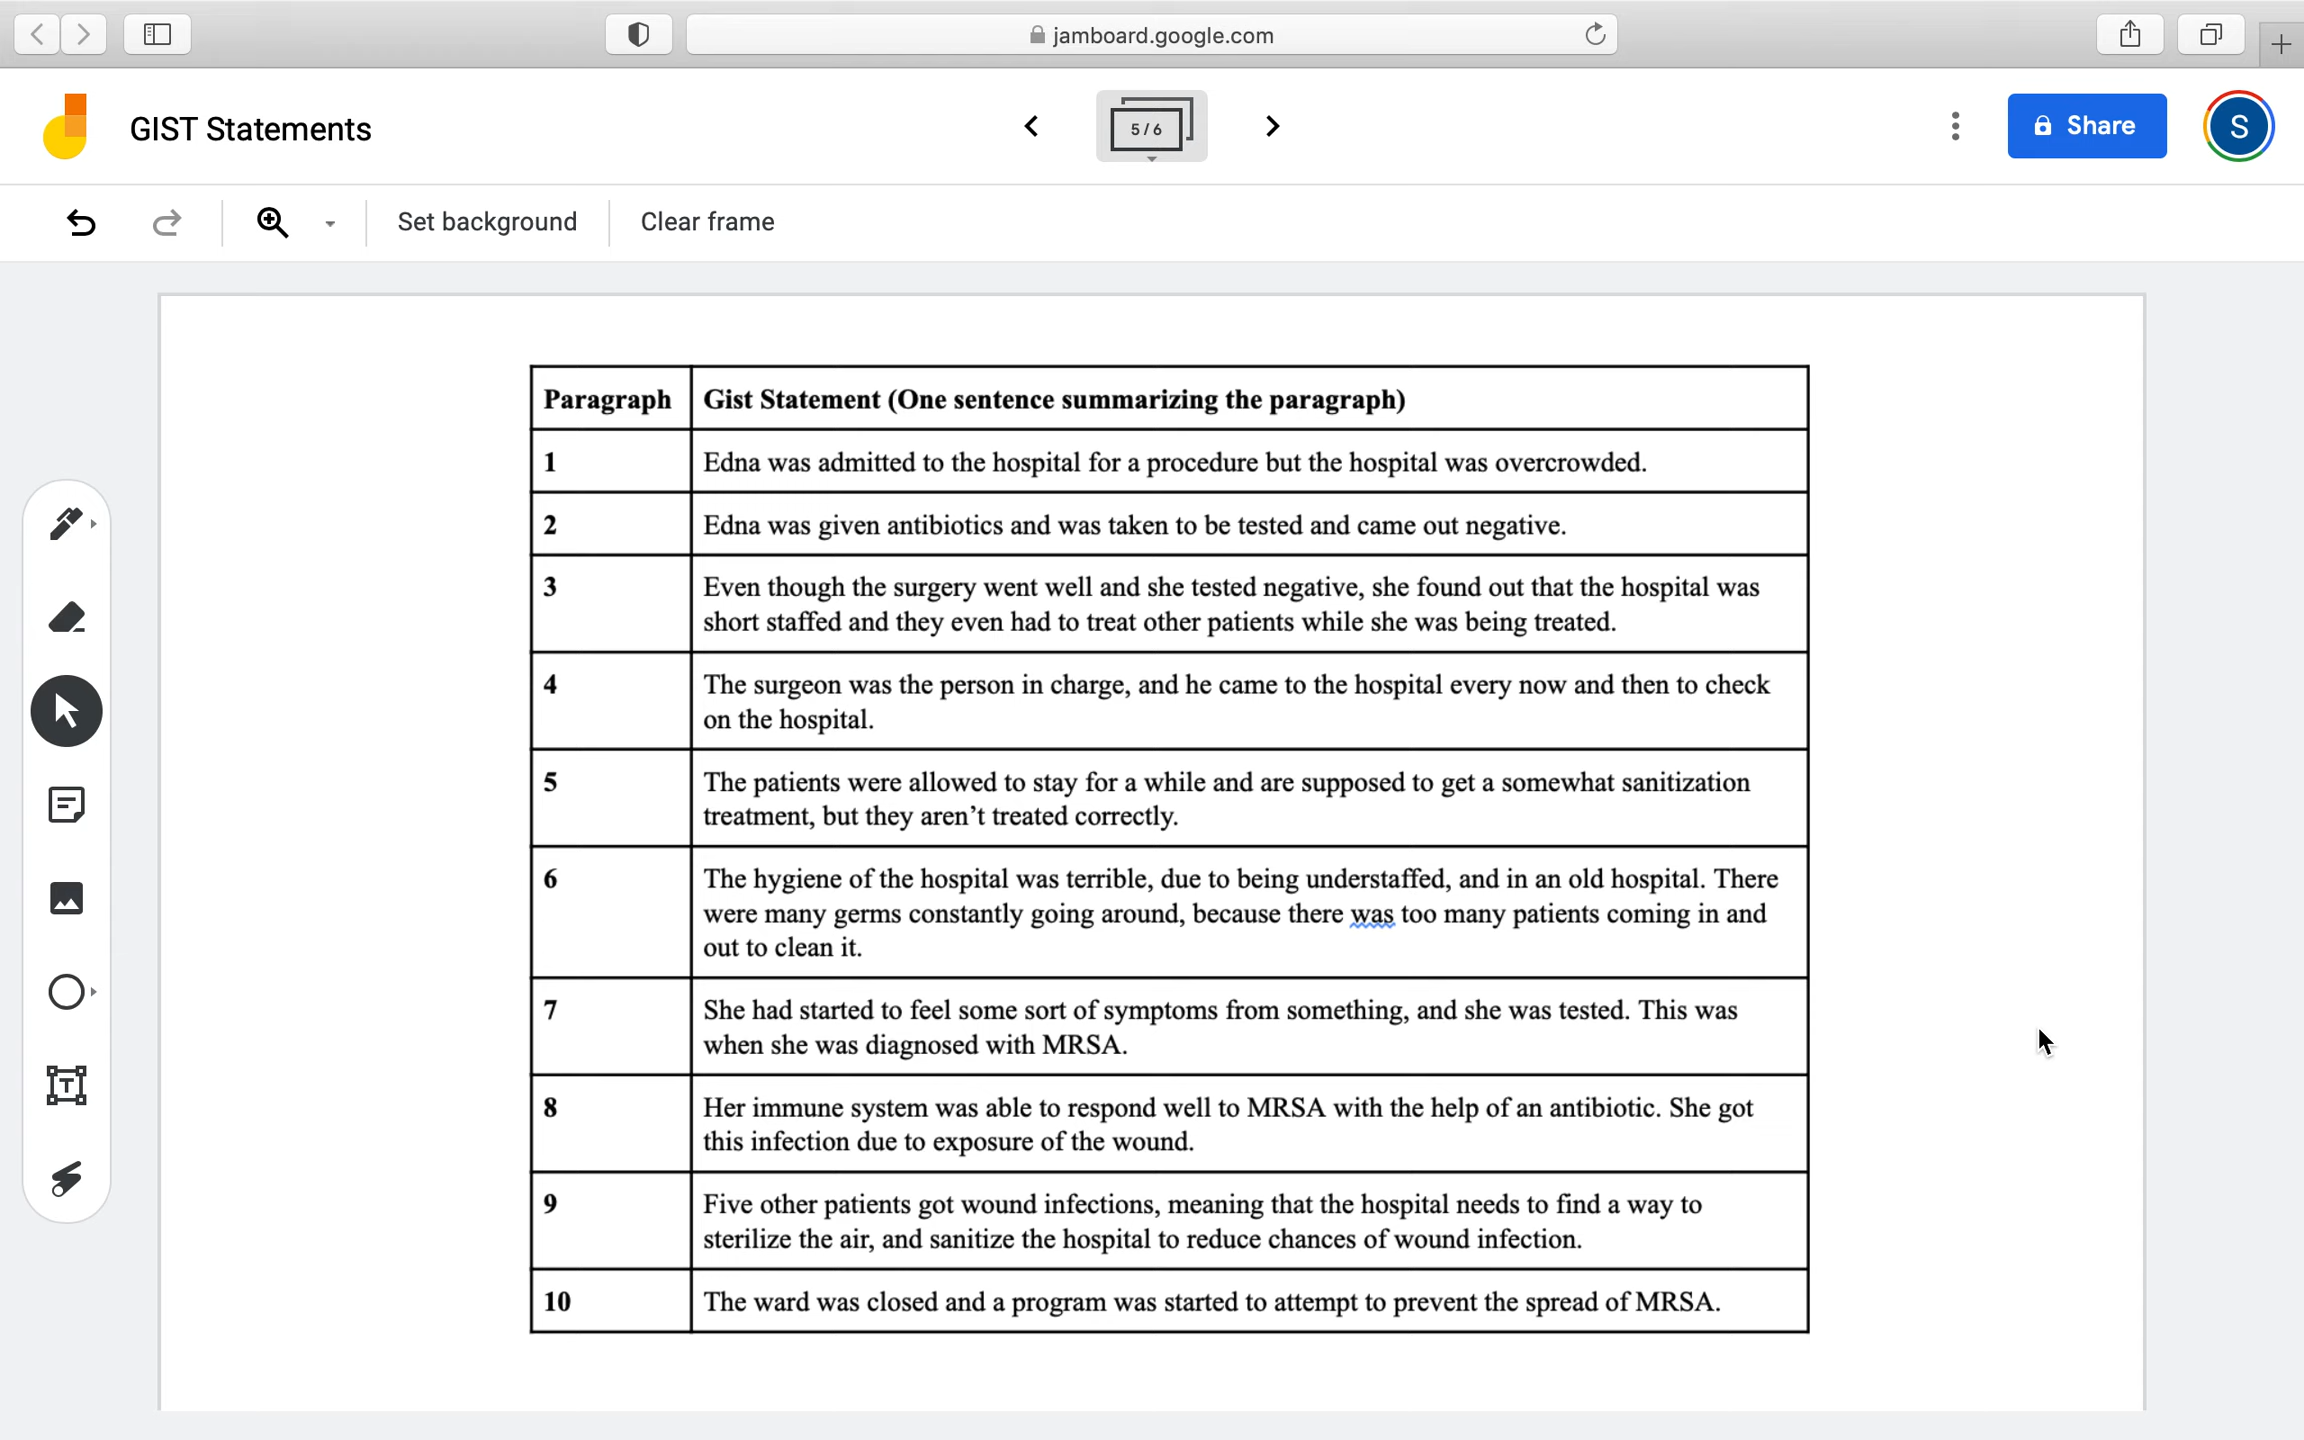 jamboard.google.com
GIST Statements
5 / 6
Share
S
Set background
Clear frame
Paragraph
Gist Statement (One sentence summarizing the paragraph)
1
Edna was admitted to the hospital for a procedure but the hospital was overcrowded.
2
Edna was given antibiotics and was taken to be tested and came out negative.
3
Even though the surgery went well and she tested negative, she found out that the hospital was
short staffed and they even had to treat other patients while she was being treated.
4
The surgeon was the person in charge, and he came to the hospital every now and then to check
on the hospital.
5
The patients were allowed to stay for a while and are supposed to get a somewhat sanitization
treatment, but they aren’t treated correctly.
6
The hygiene of the hospital was terrible, due to being understaffed, and in an old hospital. There
were many germs constantly going around, because there was too many patients coming in and
out to clean it.
7
She had started to feel some sort of symptoms from something, and she was tested. This was
when she was diagnosed with MRSA.
8
Her immune system was able to respond well to MRSA with the help of an antibiotic. She got
this infection due to exposure of the wound.
9
Five other patients got wound infections, meaning that the hospital needs to find a way to
sterilize the air, and sanitize the hospital to reduce chances of wound infection.
10
The ward was closed and a program was started to attempt to prevent the spread of MRSA.
T